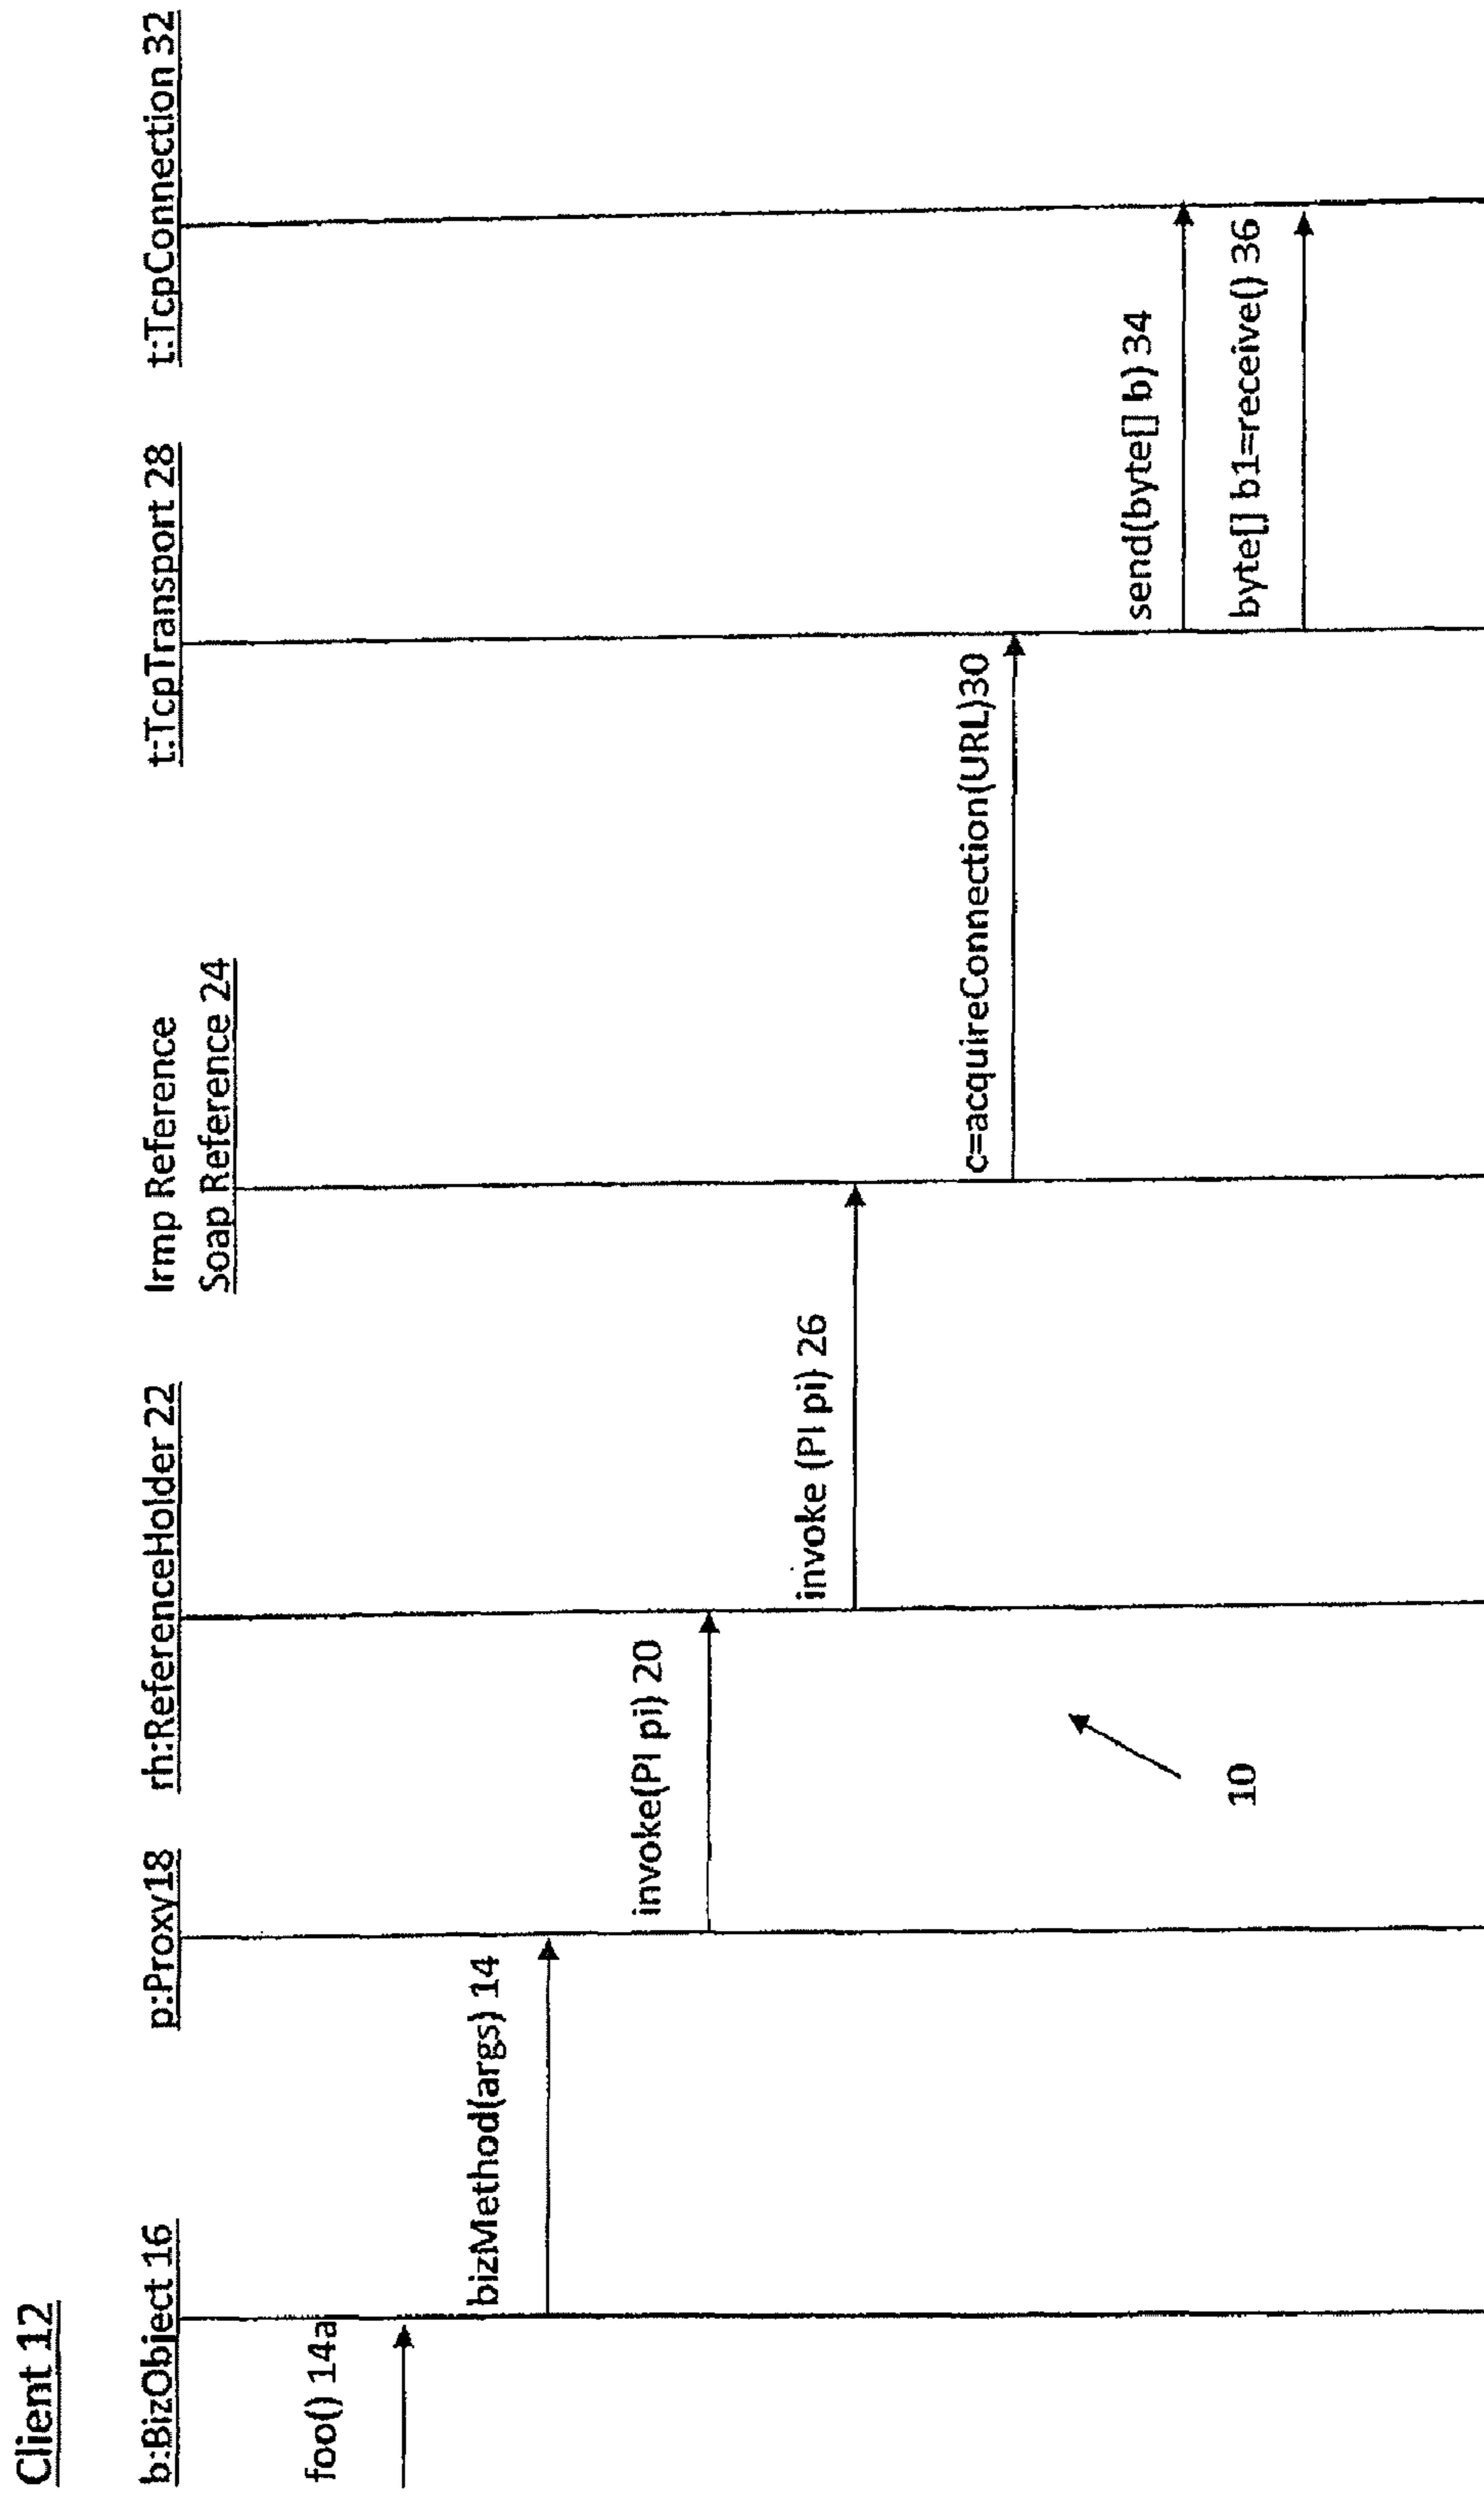 Client 12
b:BizObject 16
p:Proxy18
rh:ReferenceHolder 22
Irmp Reference
Soap Reference 24
t:TcpTransport 28
t:TcpConnection 32
foo() 14a
bizMethod(args) 14
invoke(PI pi) 20
invoke (PI pi) 26
c=acquireConnection(URL)30
send(byte[] b) 34
byte[] b1=receive() 36
10